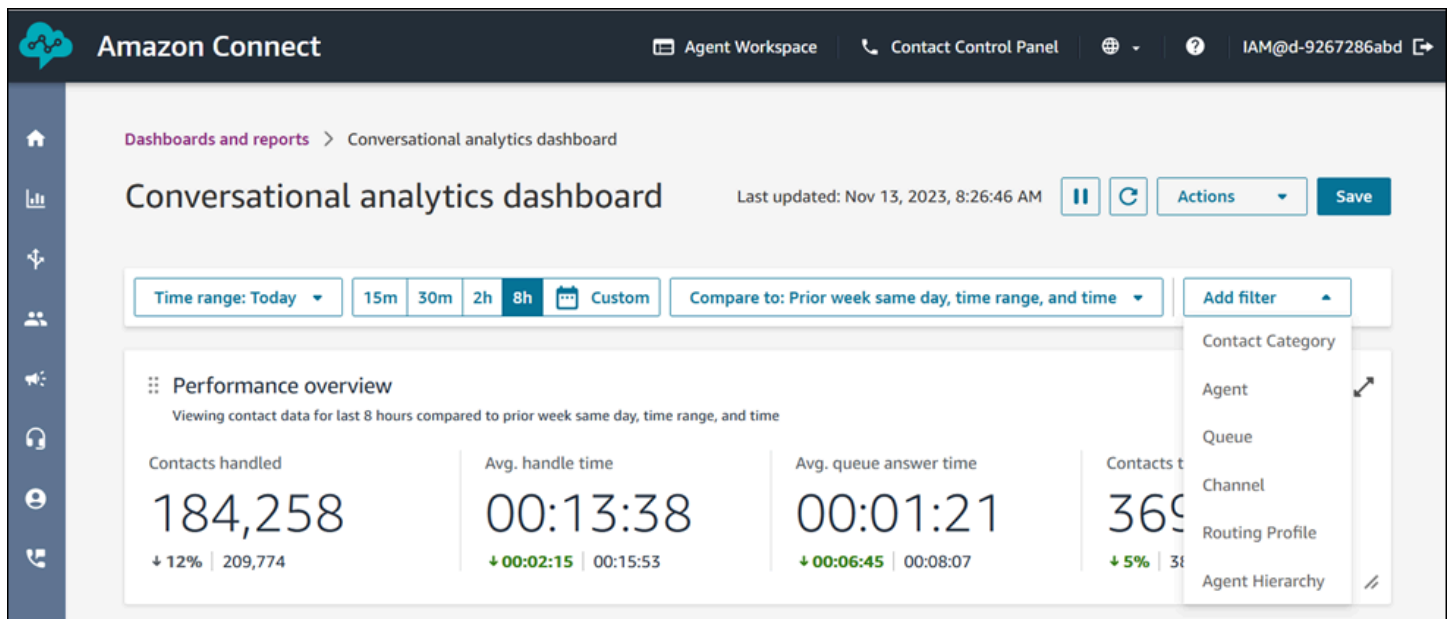 Amazon Connect
Agent Workspace
Contact Control Panel
IAM@d-9267286abd
Dashboards and reports > Conversational analytics dashboard
Conversational analytics dashboard
Last updated: Nov 13, 2023, 8:26:46 AM
Actions
Save
Time range: Today
15m 30m 2h 8h Custom
Compare to: Prior week same day, time range, and time
Add filter
Contact Category
Agent
Queue
Channel
Routing Profile
Agent Hierarchy
Performance overview
Viewing contact data for last 8 hours compared to prior week same day, time range, and time
Contacts handled
184,258
↓ 12% | 209,774
Avg. handle time
00:13:38
↓ 00:02:15 | 00:15:53
Avg. queue answer time
00:01:21
↓ 00:06:45 | 00:08:07
Contacts
↓ 5%